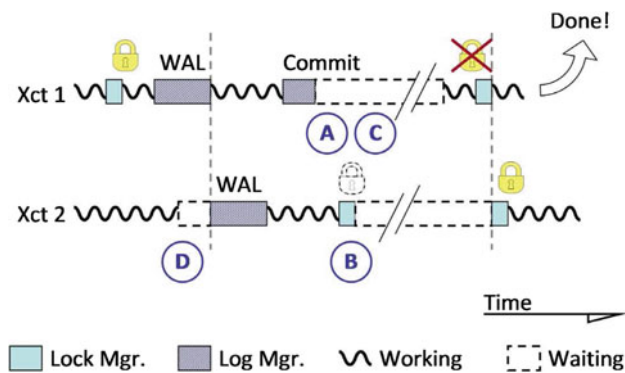 Done!
WAL
Commit
Xct 1
A
C
WAL
Xct 2
D
B
Time
Lock Mgr.
Log Mgr.
Working
Waiting